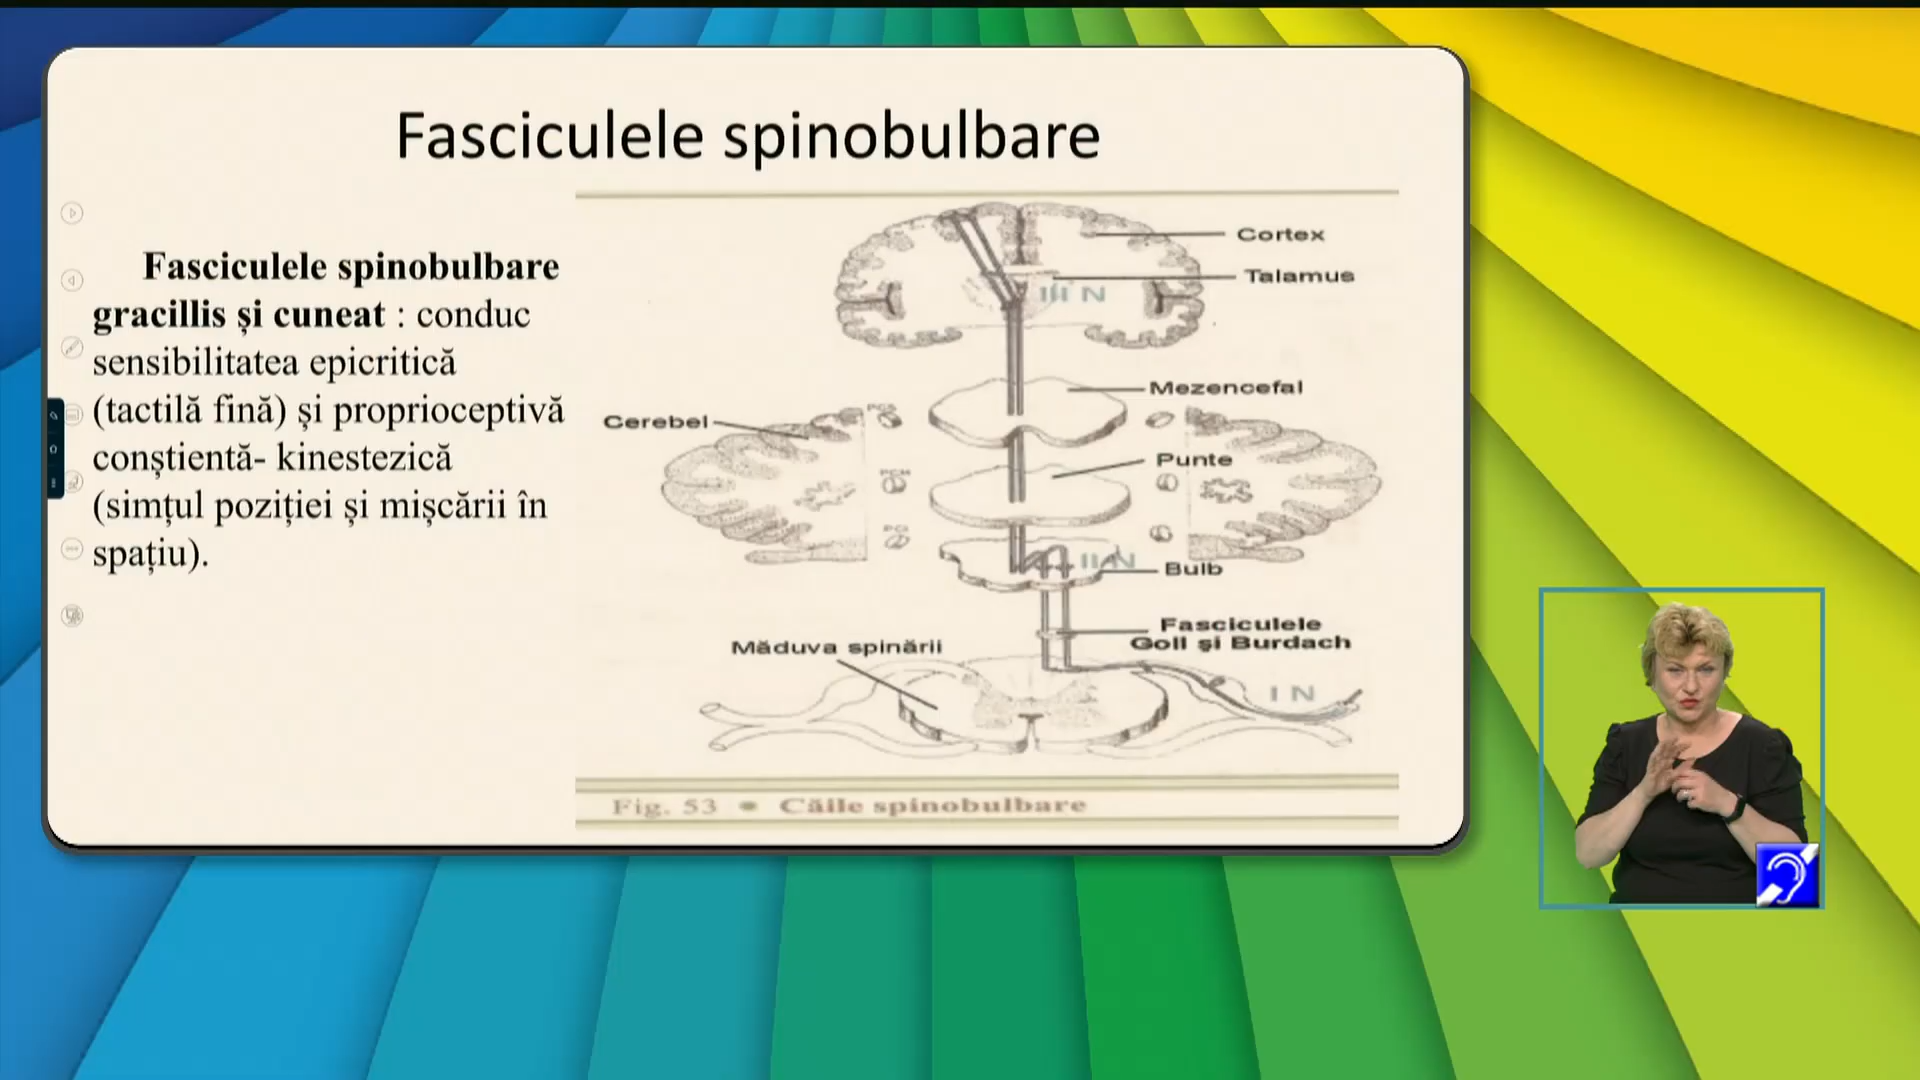 Fasciculele spinobulbare
Fasciculele spinobulbare
gracillis și cuneat : conduc
sensibilitatea epicritică
(tactilă fină) și proprioceptivă
conștientă- kinestezică
(simțul poziției și mișcării în
spațiu).
Cortex
Talamus
III N
Mezencefal
Cerebel
Punte
II N
Bulb
Fasciculele
Goll și Burdach
Măduva spinării
I N
Fig. 53 • Căile spinobulbare